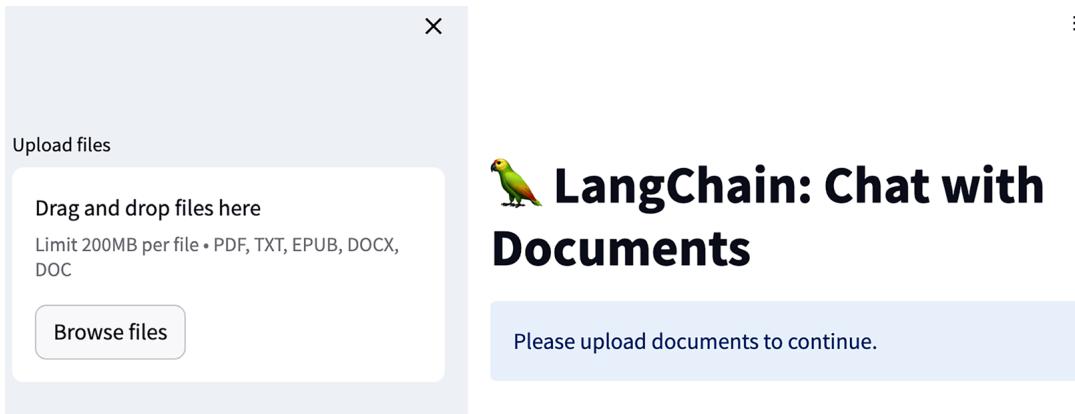 Upload files
Drag and drop files here
Limit 200MB per file • PDF, TXT, EPUB, DOCX,
DOC
Browse files
🦜 LangChain: Chat with
Documents
Please upload documents to continue.